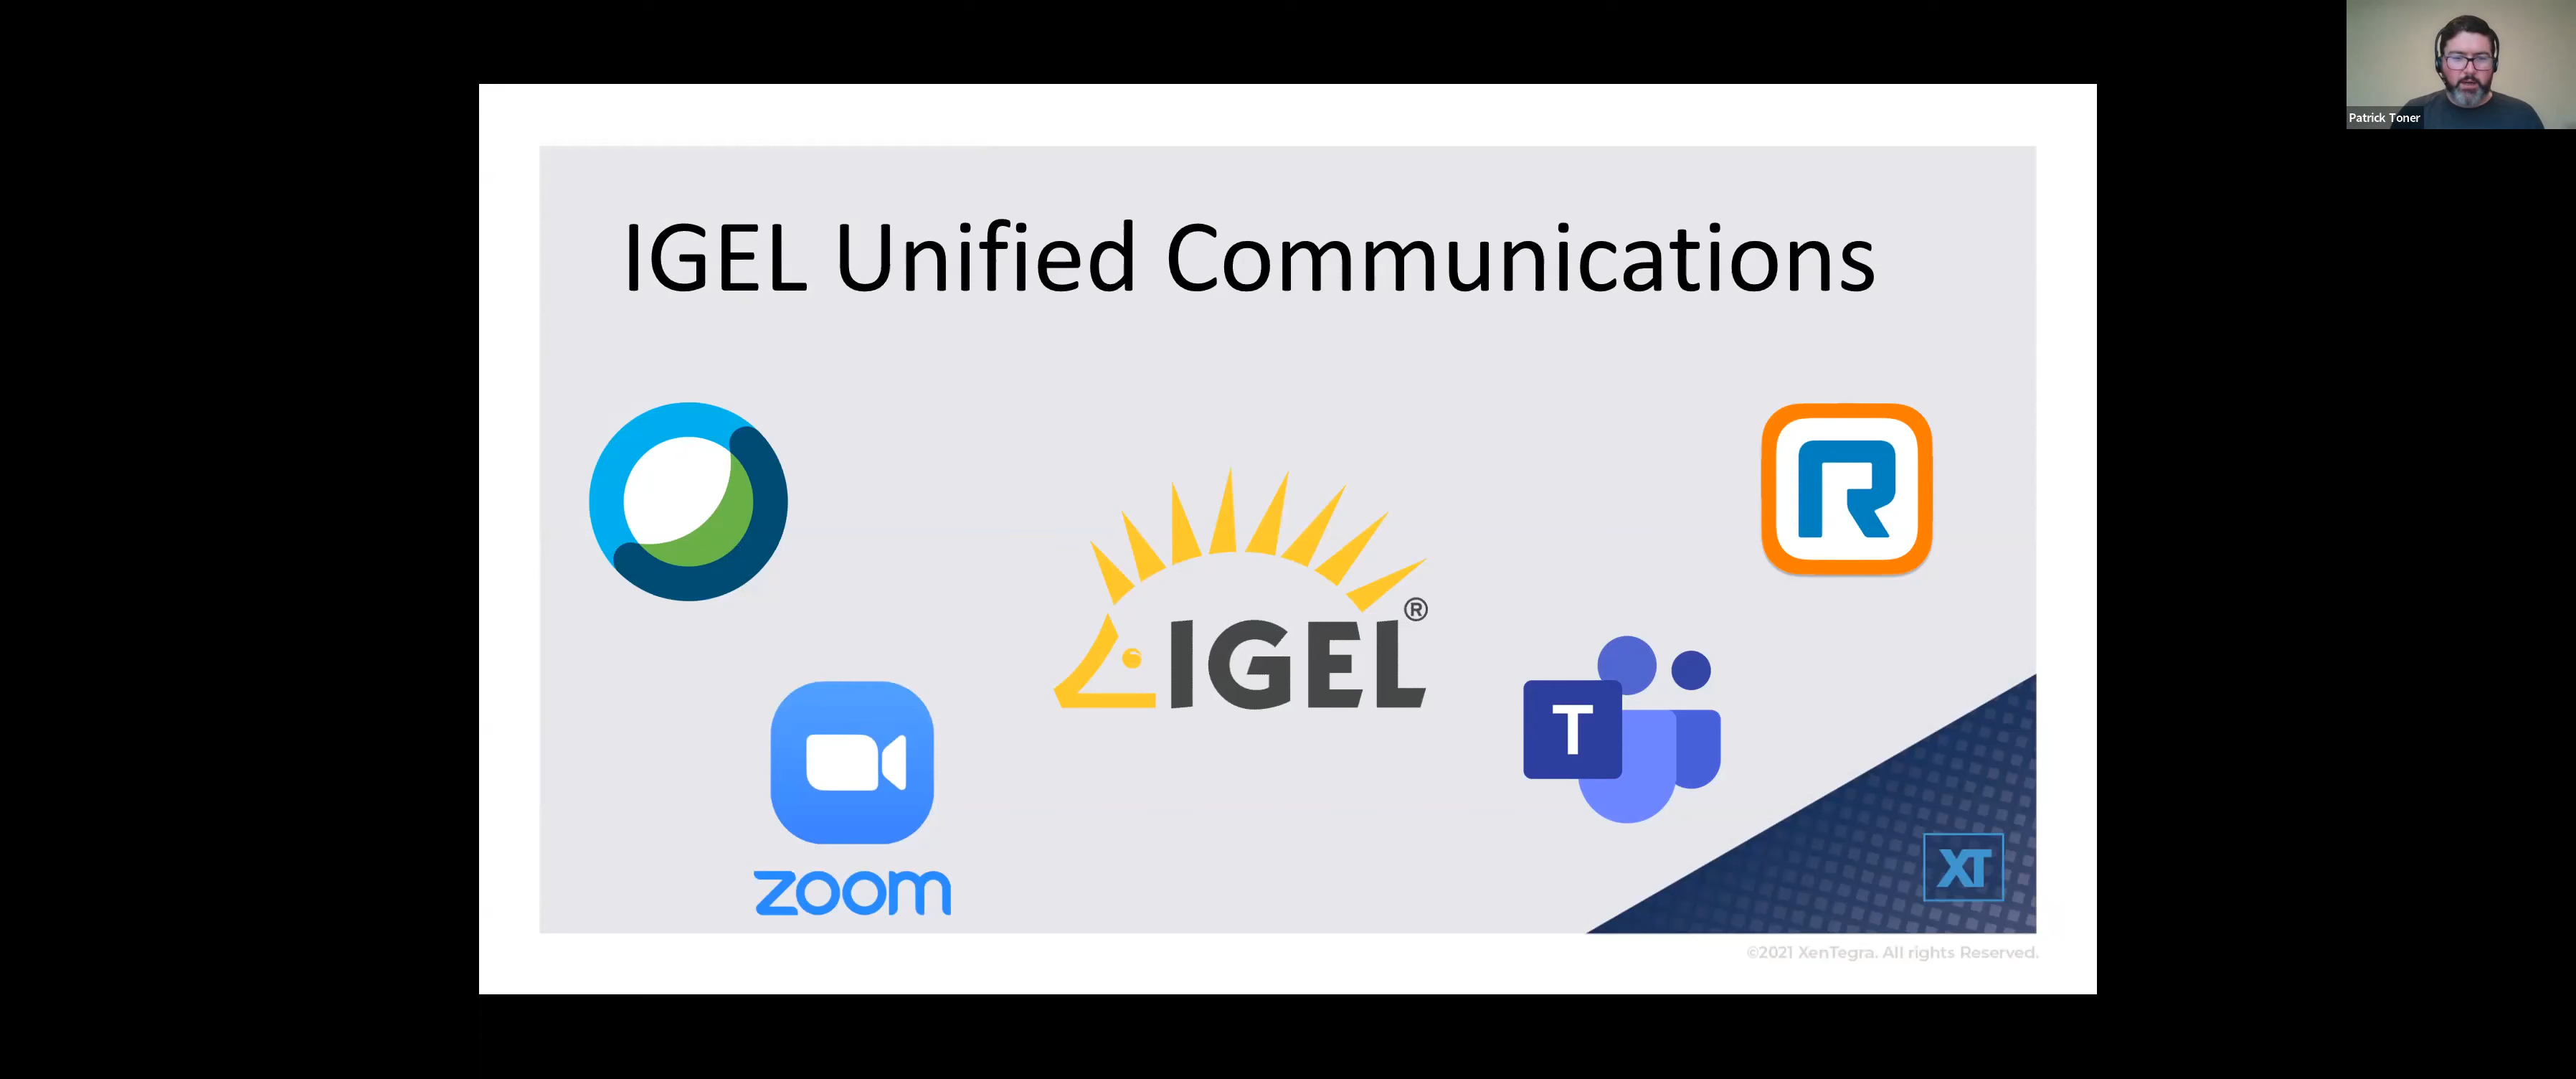 Patrick Toner
IGEL Unified Communications
R
IGEL®
T
zoom
XT
©2021 XenTegra. All rights Reserved.